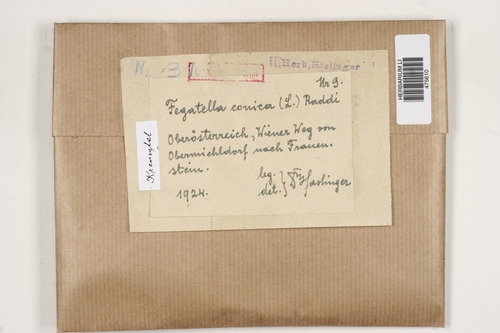 Herb. Haslinger
Nr 9.
Fegatella conica (L.) Raddi
Oberösterreich, Wiener Weg von
Obermichldorf nach Frauen.
stein.
leg.
1924. det. Haslinger
HERBARIUM LI
475610